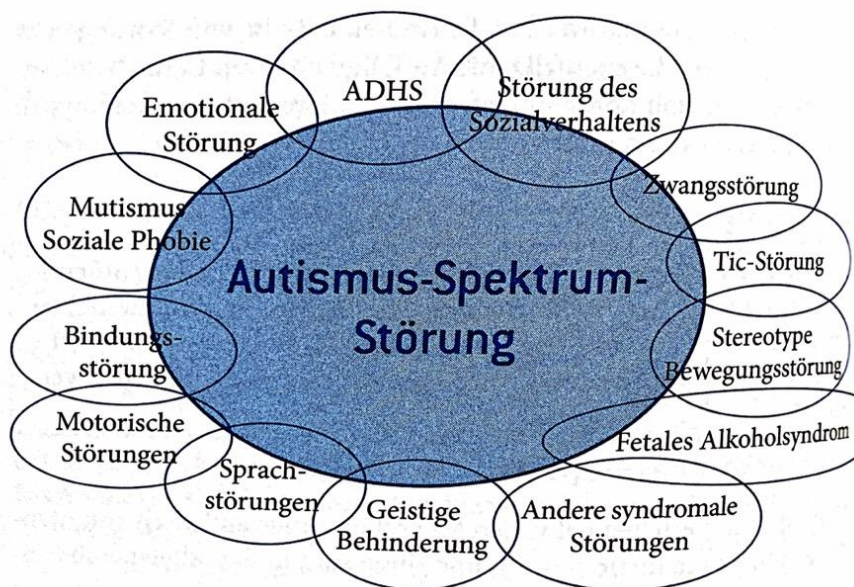 ADHS
Störung des
Sozialverhaltens
Zwangsstörung
Tic-Störung
Stereotype
Bewegungsstörung
Fetales Alkoholsyndrom
Andere syndromale
Störungen
Geistige
Behinderung
Sprach-
störungen
Motorische
Störungen
Bindungs-
störung
Mutismus
Soziale Phobie
Emotionale
Störung
Autismus-Spektrum-
Störung